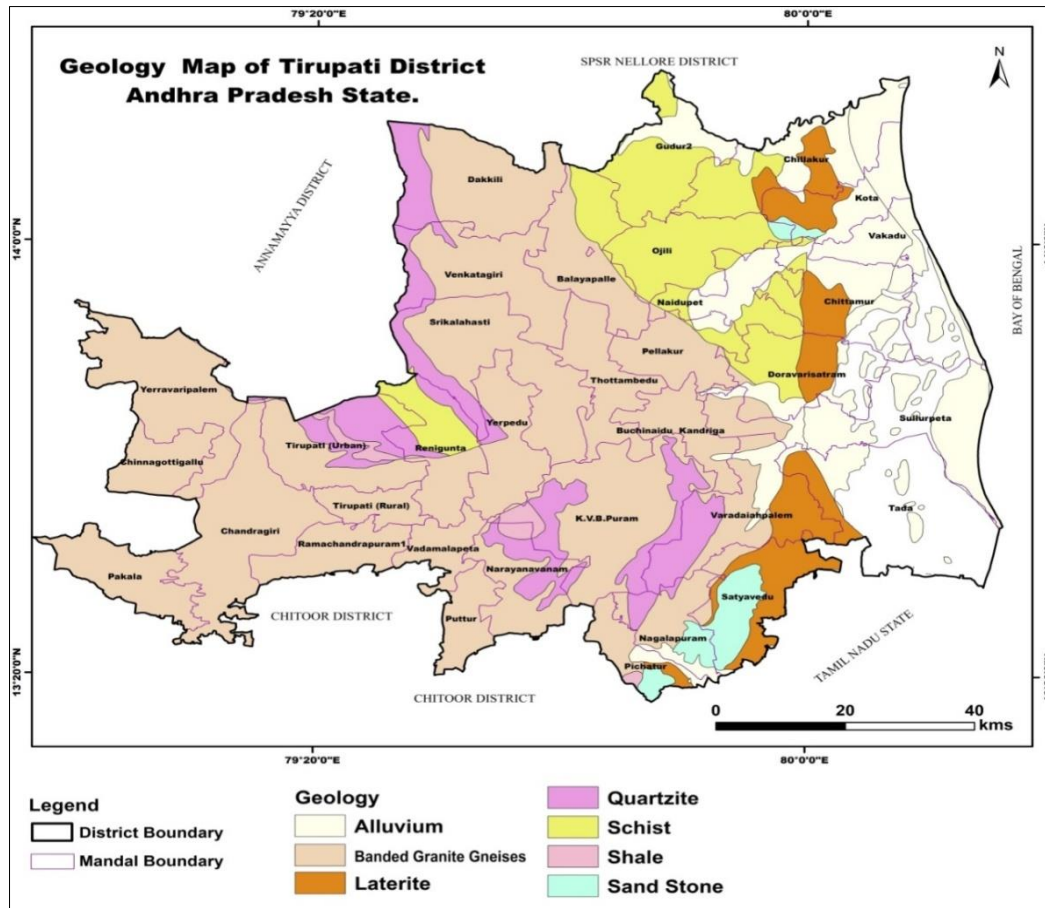 79°20'0"E
80°0'0"E
Geology Map of Tirupati District
Andhra Pradesh State.
SPSR NELLORE DISTRICT
N
ANNAMAYYA DISTRICT
BAY OF BENGAL
14°0'0"N
13°20'0"N
Gudur2
Chillakur
Dakkili
Kota
Vakadu
Ojili
Venkatagiri
Balayapalle
Naidupet
Chittamur
Srikalahasti
Pellakur
Doravarisatram
Thottambedu
Yerravaripalem
Sullurpeta
Yerpedu
Buchinaidu Kandriga
Tirupati (Urban)
Renigunta
Chinnagottigallu
Tirupati (Rural)
Tada
K.V.B.Puram
Varadaiahpalem
Chandragiri
Ramachandrapuram1
Vadamalapeta
Narayanavanam
Pakala
Satyavedu
CHITOOR DISTRICT
Puttur
Nagalapuram
Pichatur
TAMIL NADU STATE
CHITOOR DISTRICT
0 20 40
kms
79°20'0"E
80°0'0"E
Legend
District Boundary
Mandal Boundary
Geology
Alluvium
Banded Granite Gneises
Laterite
Quartzite
Schist
Shale
Sand Stone